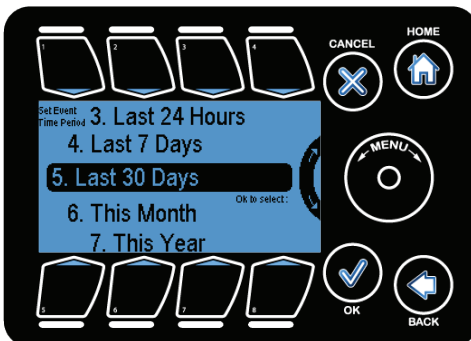 HOME
CANCEL
1
2
3
4
Set Event
Time Period
3. Last 24 Hours
4. Last 7 Days
5. Last 30 Days
Ok to select:
6. This Month
7. This Year
MENU
5
6
7
8
OK
BACK